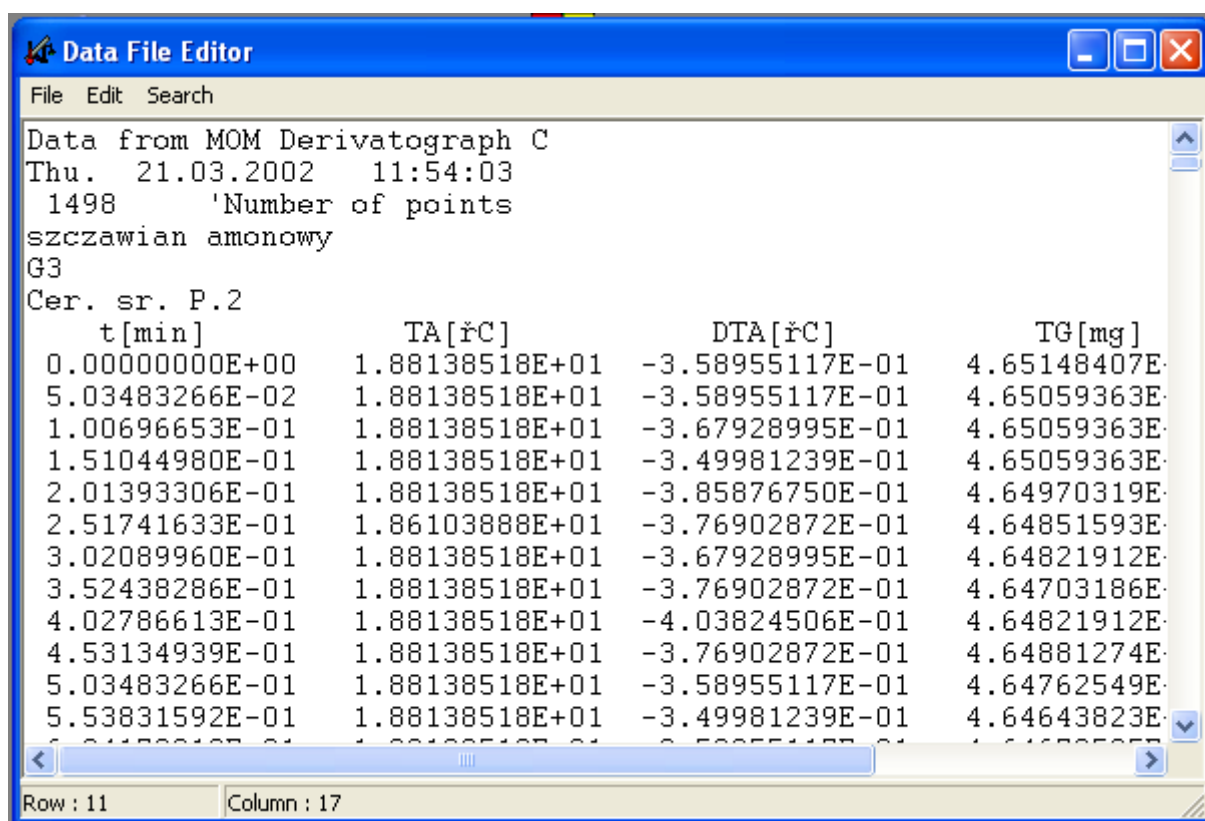 Data File Editor
File Edit Search
Data from MOM Derivatograph C
Thu. 21.03.2002 11:54:03
1498 'Number of points
szczawian amonowy
G3
Cer. sr. P.2
t[min] TA[řC] DTA[řC] TG[mg]
0.00000000E+00 1.88138518E+01 -3.58955117E-01 4.65148407E-
5.03483266E-02 1.88138518E+01 -3.58955117E-01 4.65059363E-
1.00696653E-01 1.88138518E+01 -3.67928995E-01 4.65059363E-
1.51044980E-01 1.88138518E+01 -3.49981239E-01 4.65059363E-
2.01393306E-01 1.88138518E+01 -3.85876750E-01 4.64970319E-
2.51741633E-01 1.86103888E+01 -3.76902872E-01 4.64851593E-
3.02089960E-01 1.88138518E+01 -3.67928995E-01 4.64821912E-
3.52438286E-01 1.88138518E+01 -3.76902872E-01 4.64703186E-
4.02786613E-01 1.88138518E+01 -4.03824506E-01 4.64821912E-
4.53134939E-01 1.88138518E+01 -3.76902872E-01 4.64881274E-
5.03483266E-01 1.88138518E+01 -3.58955117E-01 4.64762549E-
5.53831592E-01 1.88138518E+01 -3.49981239E-01 4.64643823E-
Row : 11 Column : 17